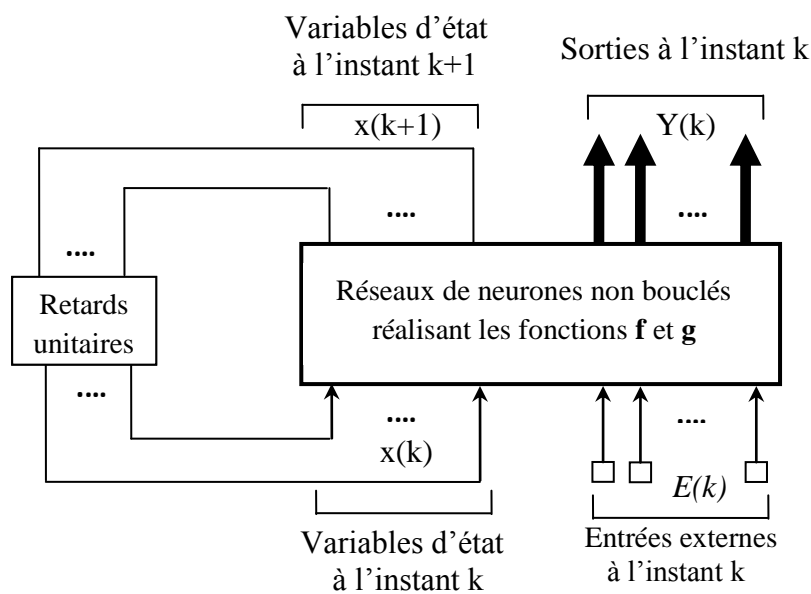 Variables d'état
à l'instant k+1
Sorties à l'instant k
x(k+1)
Y(k)
....
....
....
Retards
unitaires
Réseaux de neurones non bouclés
réalisant les fonctions f et g
....
....
....
x(k)
E(k)
Variables d'état
à l'instant k
Entrées externes
à l'instant k